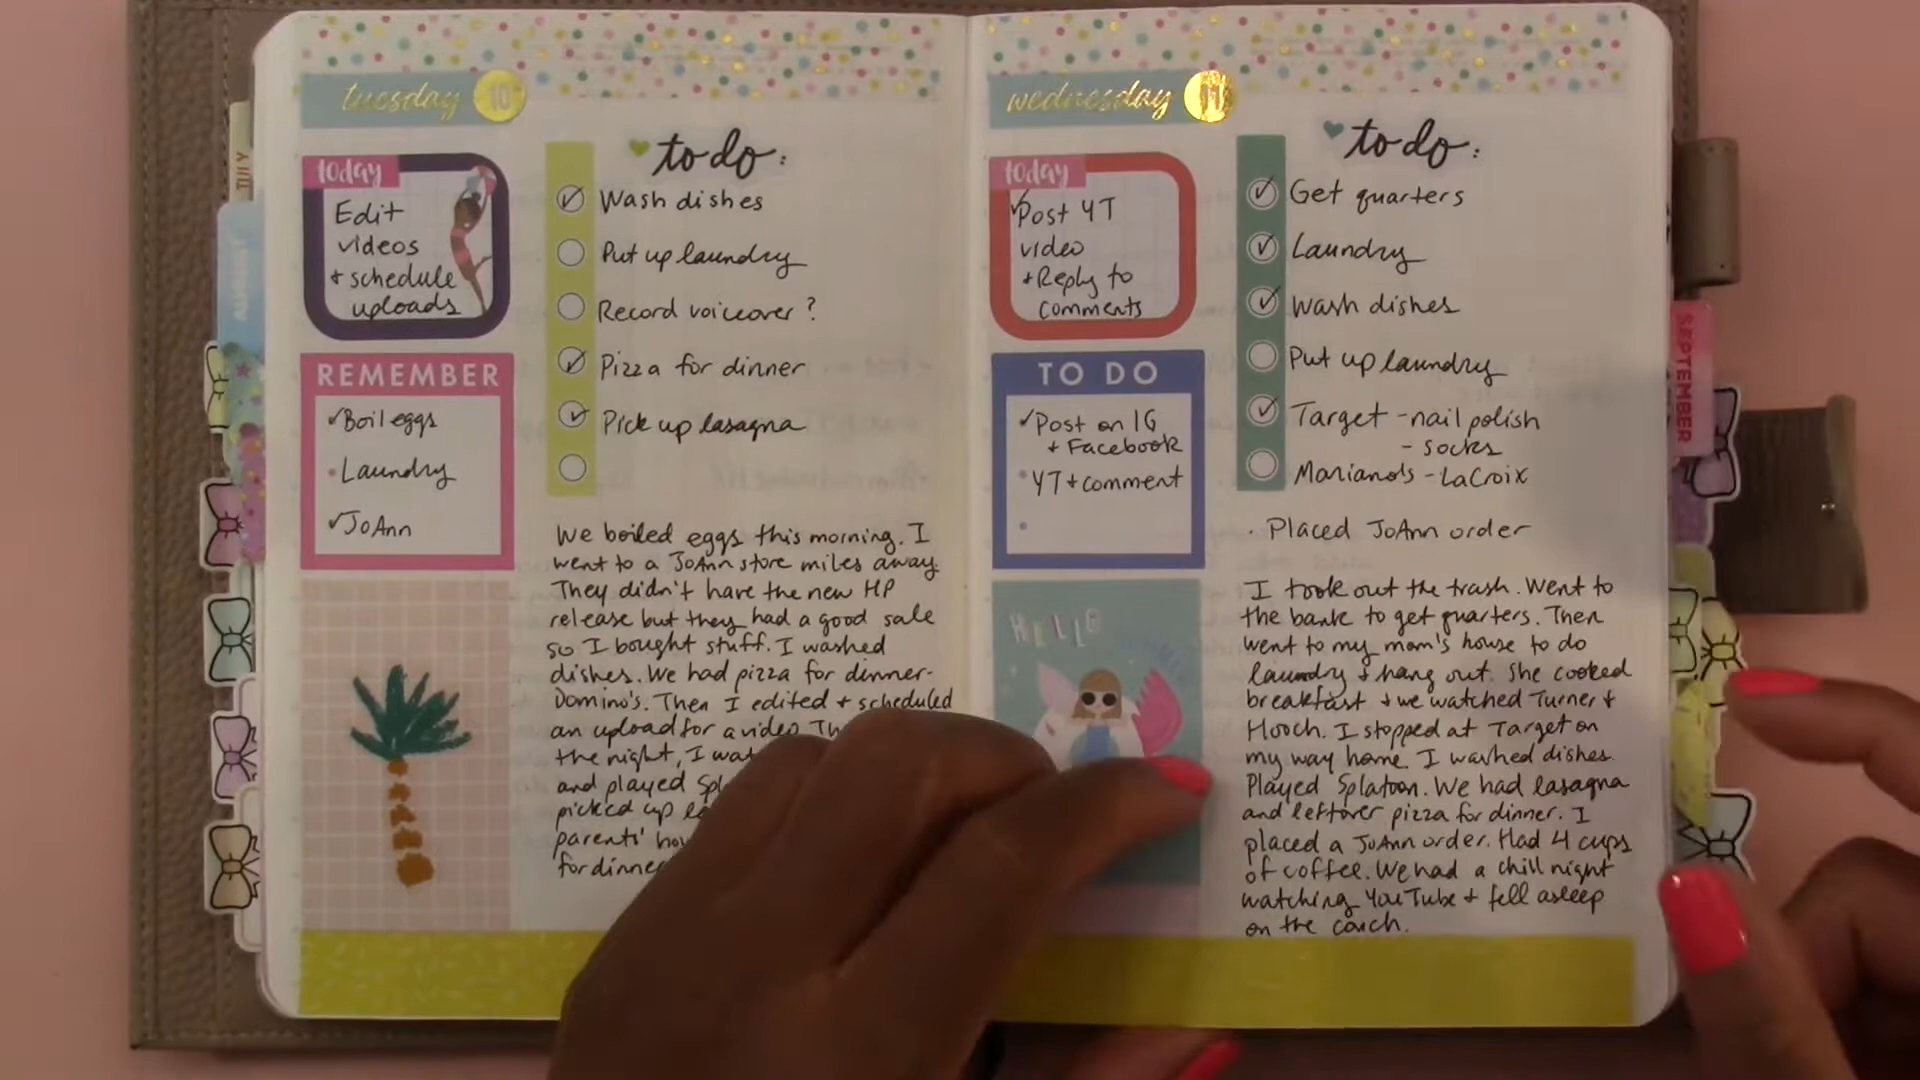 tuesday 10
today
Edit
videos
+ schedule
uploads
REMEMBER
✓Boil eggs
• Laundry
✓JoAnn
to do:
Wash dishes
Put up laundry
Record voiceover?
Pizza for dinner
Pick up lasagna
We boiled eggs this morning. I
went to a JoAnn store miles away.
They didn't have the new HP
release but they had a good sale
so I bought stuff. I washed
dishes. We had pizza for dinner-
Domino's. Then I edited + scheduled
an upload for a video
the night, I
and played
picked up
parents'
for dinner
wednesday 11
today
✓Post YT
video
+Reply to
comments
TO DO
✓Post on IG
+ Facebook
• YT + comment
HELLO
to do:
Get quarters
Laundry
Wash dishes
Put up laundry
Target - nail polish
- socks
Mariano's - LaCroix
• Placed JoAnn order
I took out the trash. Went to
the bank to get quarters. Then
went to my mom's house to do
laundry + hang out. She cooked
breakfast + we watched Turner +
Hooch. I stopped at Target on
my way home. I washed dishes.
Played Splatoon. We had lasagna
and leftover pizza for dinner. I
placed a JoAnn order. Had 4 cups
of coffee. We had a chill night
watching YouTube + fell asleep
on the couch.
JULY
AUGUST
SEPTEMBER